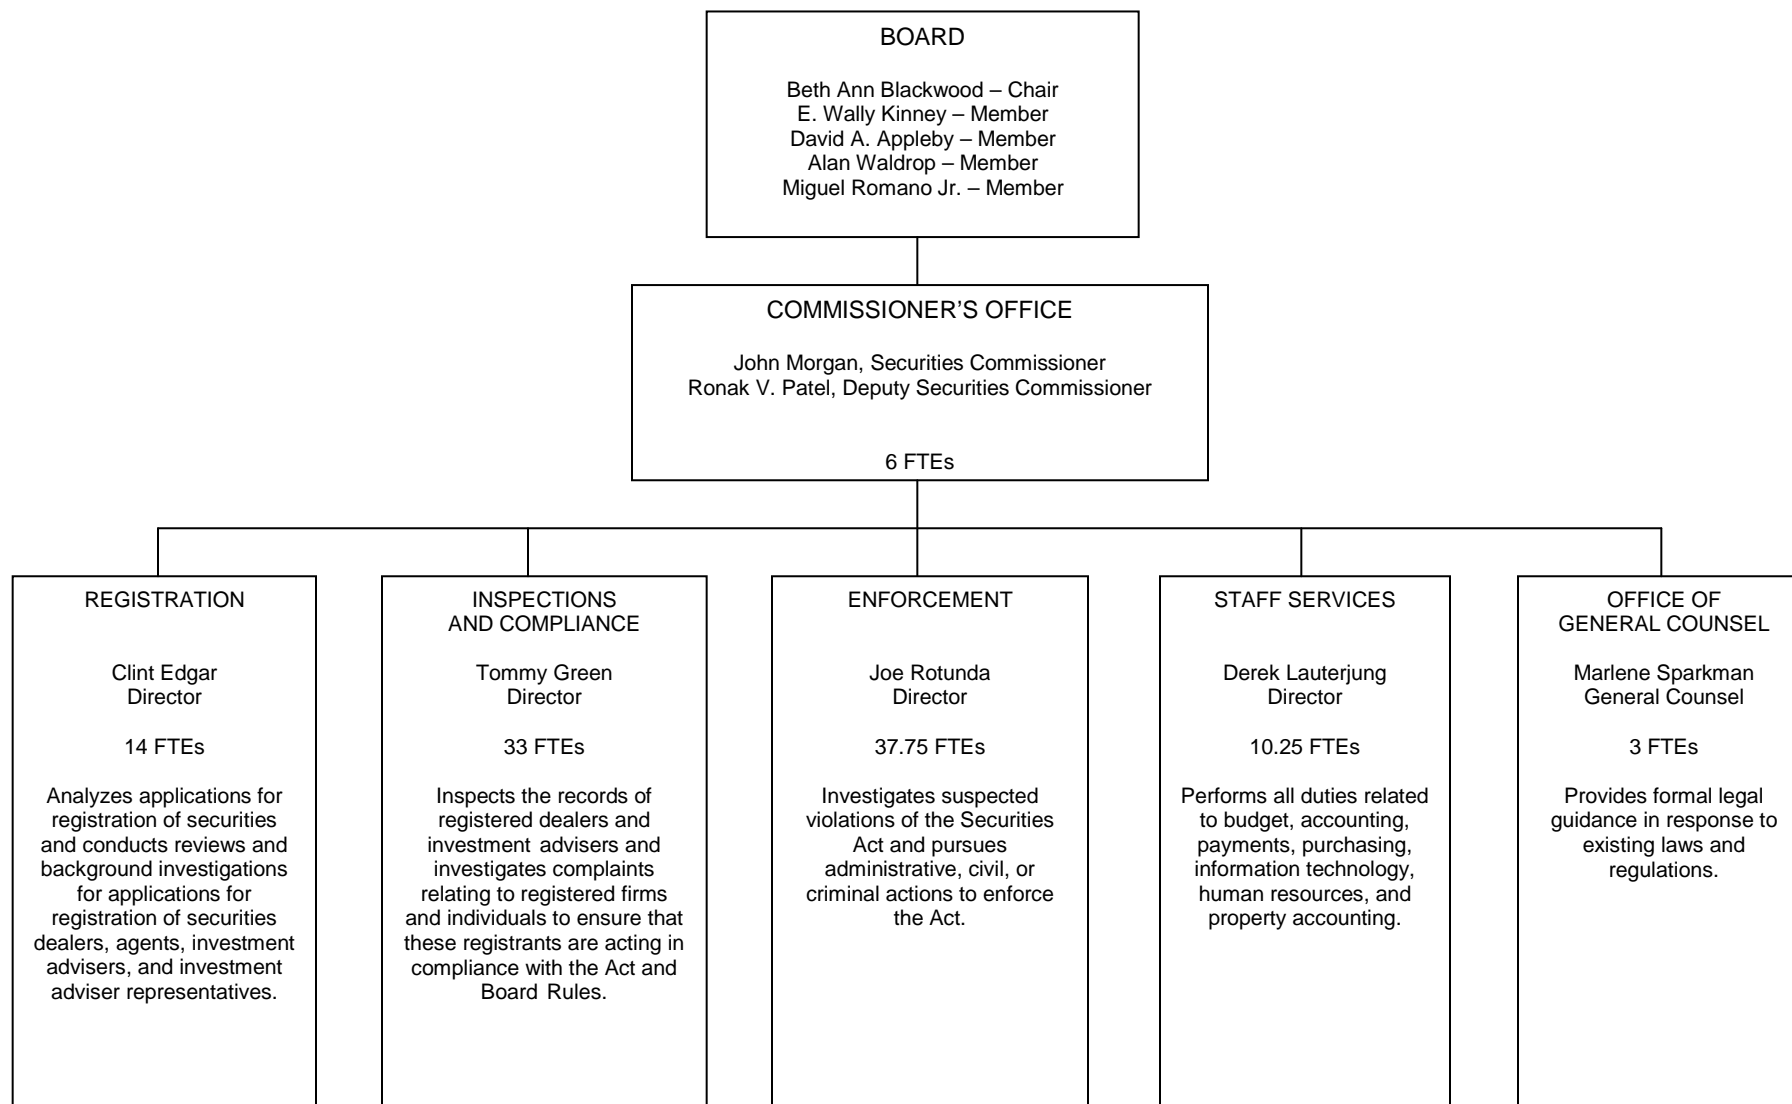 BOARD
Beth Ann Blackwood – Chair
E. Wally Kinney – Member
David A. Appleby – Member
Alan Waldrop – Member
Miguel Romano Jr. – Member
COMMISSIONER’S OFFICE
John Morgan, Securities Commissioner
Ronak V. Patel, Deputy Securities Commissioner
6 FTEs
REGISTRATION
Clint Edgar
Director
14 FTEs
Analyzes applications for
registration of securities
and conducts reviews and
background investigations
for applications for
registration of securities
dealers, agents, investment
advisers, and investment
adviser representatives.
INSPECTIONS
AND COMPLIANCE
Tommy Green
Director
33 FTEs
Inspects the records of
registered dealers and
investment advisers and
investigates complaints
relating to registered firms
and individuals to ensure that
these registrants are acting in
compliance with the Act and
Board Rules.
ENFORCEMENT
Joe Rotunda
Director
37.75 FTEs
Investigates suspected
violations of the Securities
Act and pursues
administrative, civil, or
criminal actions to enforce
the Act.
STAFF SERVICES
Derek Lauterjung
Director
10.25 FTEs
Performs all duties related
to budget, accounting,
payments, purchasing,
information technology,
human resources, and
property accounting.
OFFICE OF
GENERAL COUNSEL
Marlene Sparkman
General Counsel
3 FTEs
Provides formal legal
guidance in response to
existing laws and
regulations.